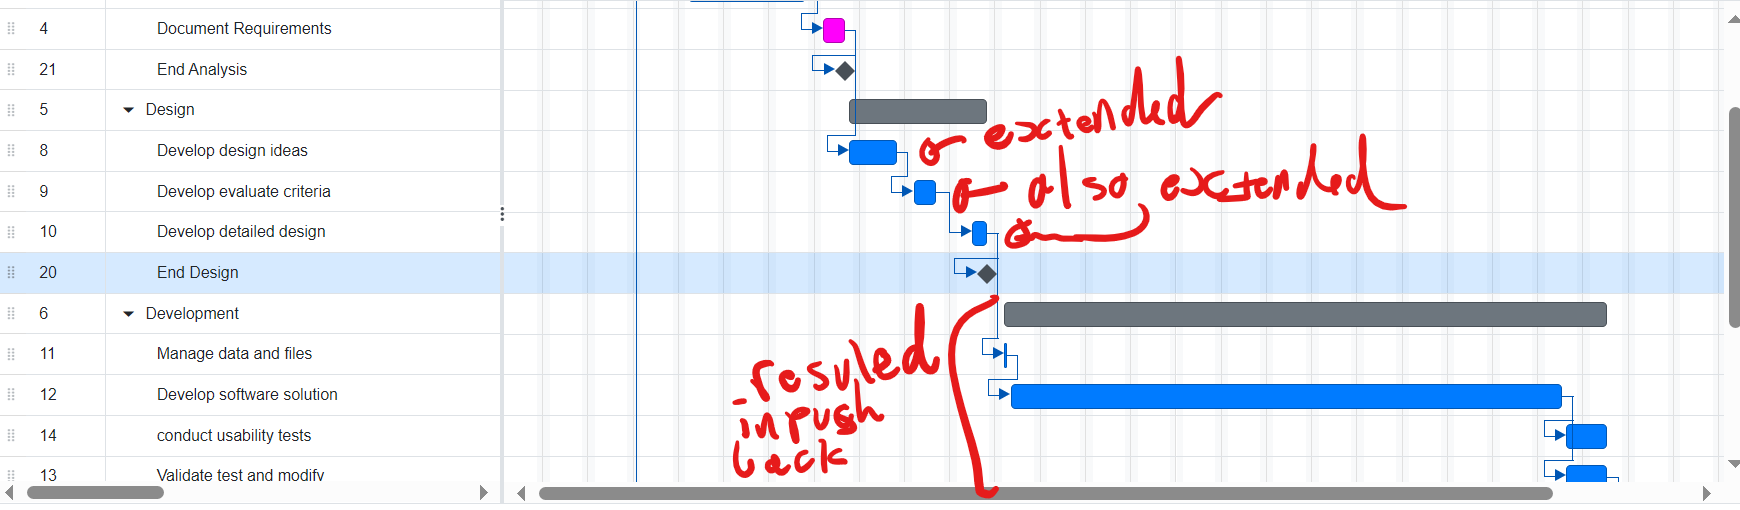 4 Document Requirements
21 End Analysis
5 Design
extended
8 Develop design ideas
9 Develop evaluate criteria
also extended
10 Develop detailed design
20 End Design
6 Development
11 Manage data and files
resuled
in push
back
12 Develop software solution
14 conduct usability tests
13 Validate test and modify